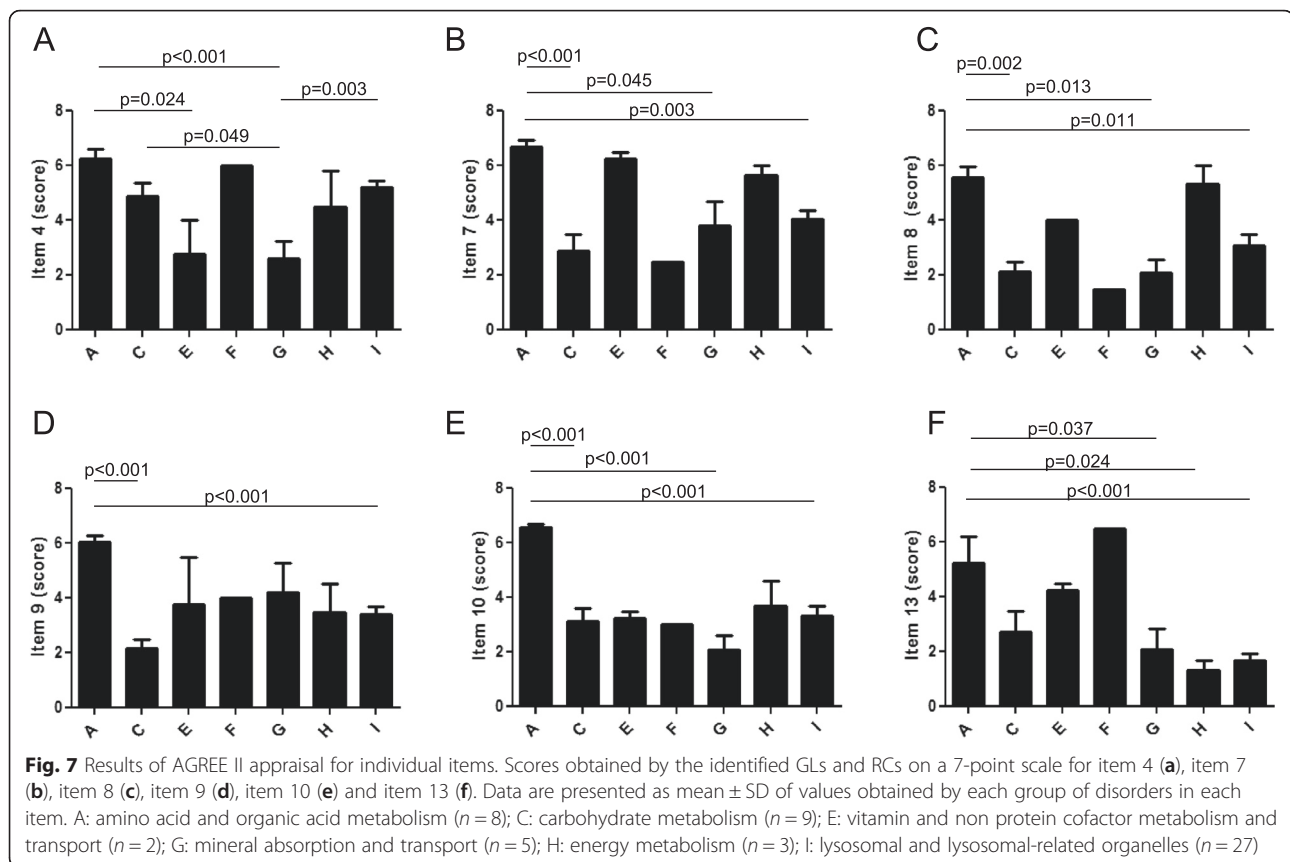 A
p<0.001
p=0.003
p=0.024
p=0.049
Item 4 (score)
8
6
4
2
0
A C E F G H I
B
p<0.001
p=0.045
p=0.003
Item 7 (score)
8
6
4
2
0
A C E F G H I
C
p=0.002
p=0.013
p=0.011
Item 8 (score)
8
6
4
2
0
A C E F G H I
D
p<0.001
p<0.001
Item 9 (score)
8
6
4
2
0
A C E F G H I
E
p<0.001
p<0.001
p<0.001
Item 10 (score)
8
6
4
2
0
A C E F G H I
F
p=0.037
p=0.024
p<0.001
Item 13 (score)
8
6
4
2
0
A C E F G H I
Fig. 7 Results of AGREE II appraisal for individual items. Scores obtained by the identified GLs and RCs on a 7-point scale for item 4 (a), item 7
(b), item 8 (c), item 9 (d), item 10 (e) and item 13 (f). Data are presented as mean ± SD of values obtained by each group of disorders in each
item. A: amino acid and organic acid metabolism (n = 8); C: carbohydrate metabolism (n = 9); E: vitamin and non protein cofactor metabolism and
transport (n = 2); G: mineral absorption and transport (n = 5); H: energy metabolism (n = 3); I: lysosomal and lysosomal-related organelles (n = 27)